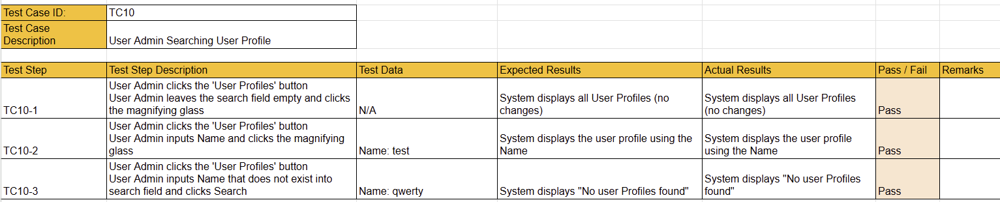 Test Case ID: TC10
Test Case
Description User Admin Searching User Profile
Test Step Test Step Description Test Data Expected Results Actual Results Pass / Fail Remarks
TC10-1
User Admin clicks the 'User Profiles' button
User Admin leaves the search field empty and clicks
the magnifying glass
N/A
System displays all User Profiles (no
changes)
System displays all User Profiles
(no changes)
Pass
TC10-2
User Admin clicks the 'User Profiles' button
User Admin inputs Name and clicks the magnifying
glass
Name: test
System displays the user profile using the
Name
System displays the user profile
using the Name
Pass
TC10-3
User Admin clicks the 'User Profiles' button
User Admin inputs Name that does not exist into
search field and clicks Search
Name: qwerty
System displays "No user Profiles found"
System displays "No user Profiles
found"
Pass